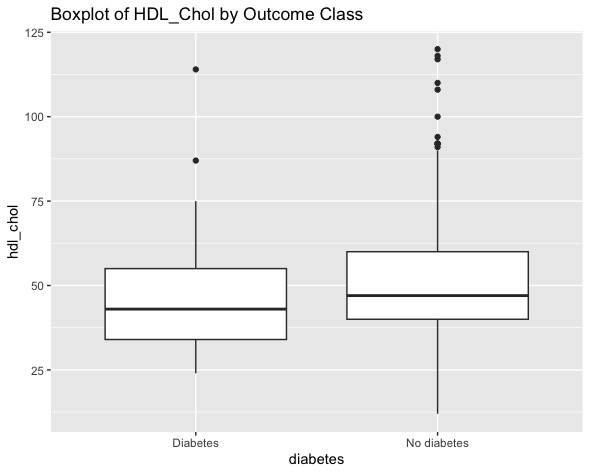 Boxplot of HDL_Chol by Outcome Class
125
100
75
50
25
hdl_chol
Diabetes
No diabetes
diabetes